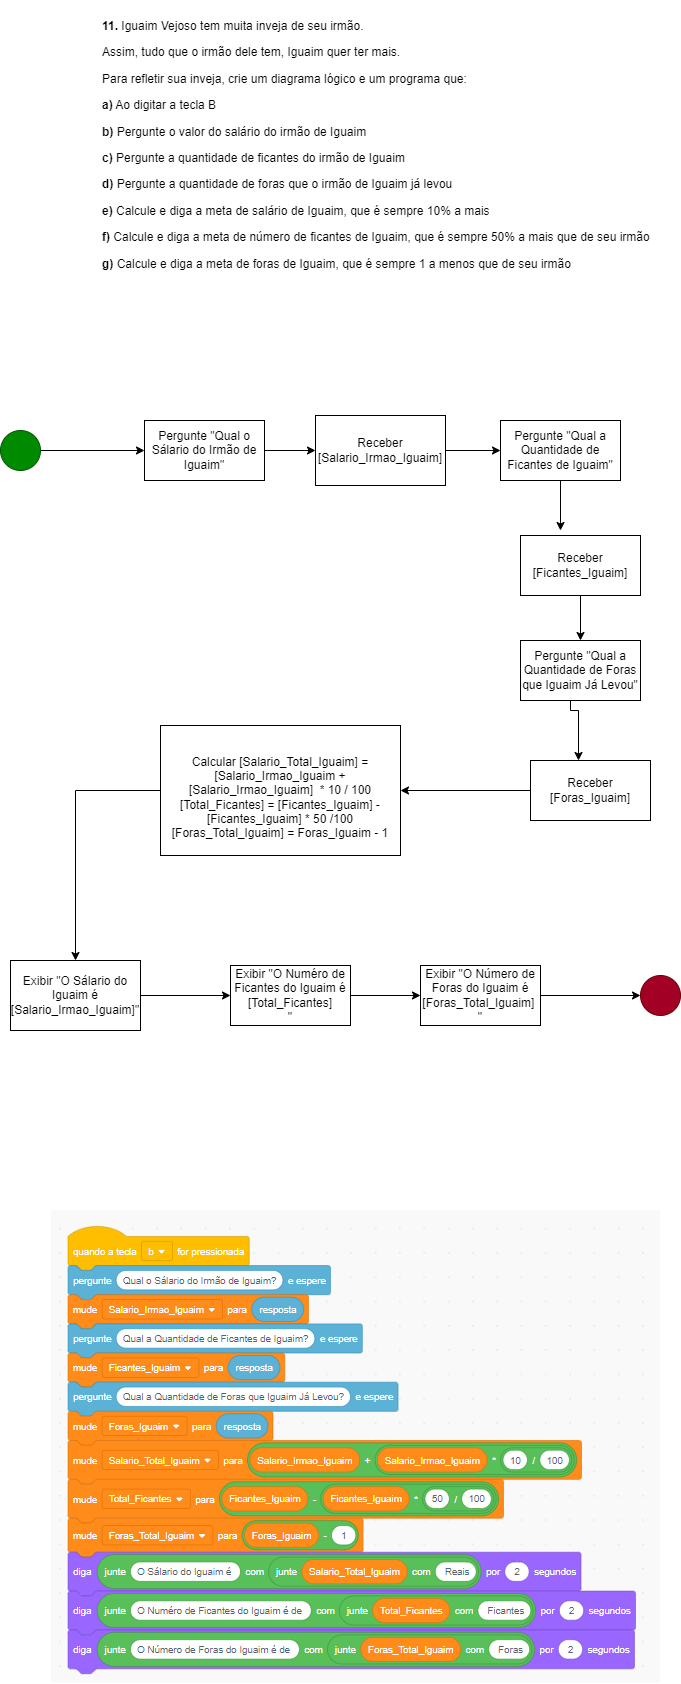 11. Iguaim Vejoso tem muita inveja de seu irmão.
Assim, tudo que o irmão dele tem, Iguaim quer ter mais.
Para refletir sua inveja, crie um diagrama lógico e um programa que:
a) Ao digitar a tecla B
b) Pergunte o valor do salário do irmão de Iguaim
c) Pergunte a quantidade de ficantes do irmão de Iguaim
d) Pergunte a quantidade de foras que o irmão de Iguaim já levou
e) Calcule e diga a meta de salário de Iguaim, que é sempre 10% a mais
f) Calcule e diga a meta de número de ficantes de Iguaim, que é sempre 50% a mais que de seu irmão
g) Calcule e diga a meta de foras de Iguaim, que é sempre 1 a menos que de seu irmão
Pergunte "Qual o
Sálario do Irmão de
Iguaim"
Receber
[Salario_Irmao_Iguaim]
Pergunte "Qual a
Quantidade de
Ficantes de Iguaim"
Receber
[Ficantes_Iguaim]
Pergunte "Qual a
Quantidade de Foras
que Iguaim Já Levou"
Receber
[Foras_Iguaim]
Calcular [Salario_Total_Iguaim] =
[Salario_Irmao_Iguaim +
[Salario_Irmao_Iguaim] * 10 / 100
[Total_Ficantes] = [Ficantes_Iguaim] -
[Ficantes_Iguaim] * 50 /100
[Foras_Total_Iguaim] = Foras_Iguaim - 1
Exibir "O Sálario do
Iguaim é
[Salario_Irmao_Iguaim]"
Exibir "O Numéro de
Ficantes do Iguaim é
[Total_Ficantes]
"
Exibir "O Número de
Foras do Iguaim é
[Foras_Total_Iguaim]
"
quando a tecla b for pressionada
pergunte Qual o Sálario do Irmão de Iguaim? e espere
mude Salario_Irmao_Iguaim para resposta
pergunte Qual a Quantidade de Ficantes de Iguaim? e espere
mude Ficantes_Iguaim para resposta
pergunte Qual a Quantidade de Foras que Iguaim Já Levou? e espere
mude Foras_Iguaim para resposta
mude Salario_Total_Iguaim para Salario_Irmao_Iguaim + Salario_Irmao_Iguaim * 10 / 100
mude Total_Ficantes para Ficantes_Iguaim - Ficantes_Iguaim * 50 / 100
mude Foras_Total_Iguaim para Foras_Iguaim - 1
diga junte O Sálario do Iguaim é com junte Salario_Total_Iguaim com Reais por 2 segundos
diga junte O Numéro de Ficantes do Iguaim é de com junte Total_Ficantes com Ficantes por 2 segundos
diga junte O Número de Foras do Iguaim é de com junte Foras_Total_Iguaim com Foras por 2 segundos